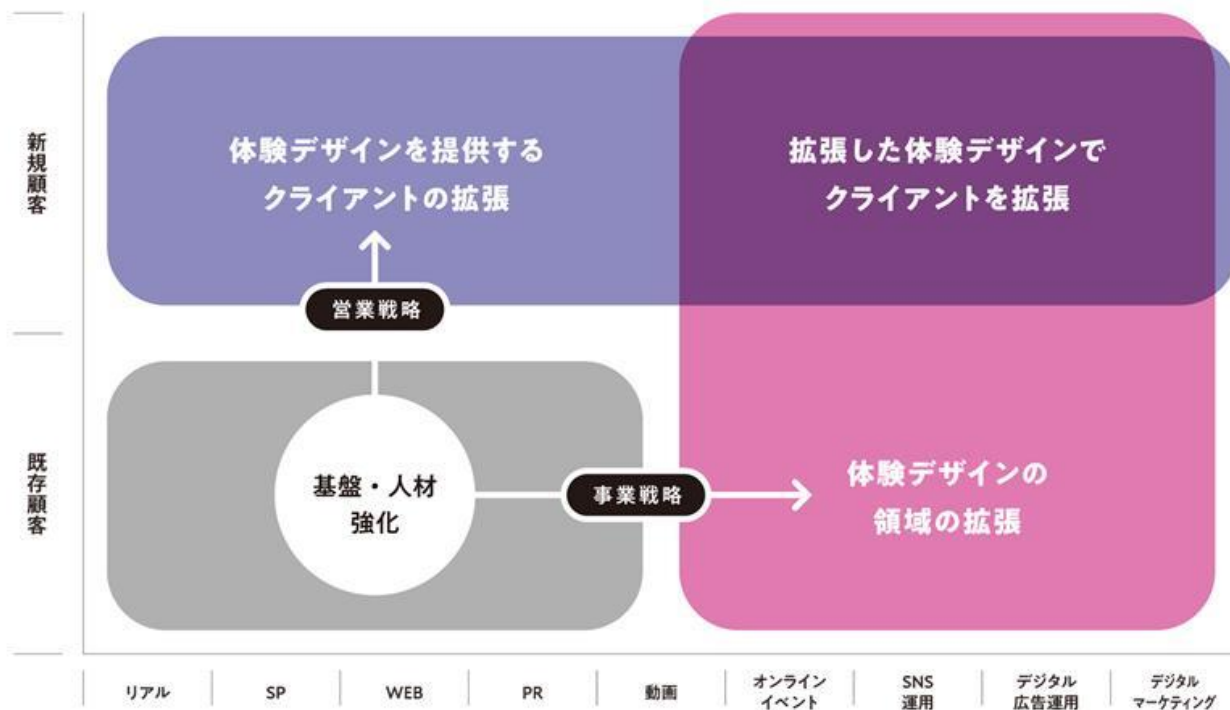 新規顧客
体験デザインを提供する
クライアントの拡張
拡張した体験デザインで
クライアントを拡張
営業戦略
既存顧客
基盤・人材
強化
事業戦略
体験デザインの
領域の拡張
リアル
SP
WEB
PR
動画
オンライン
イベント
SNS
運用
デジタル
広告運用
デジタル
マーケティング